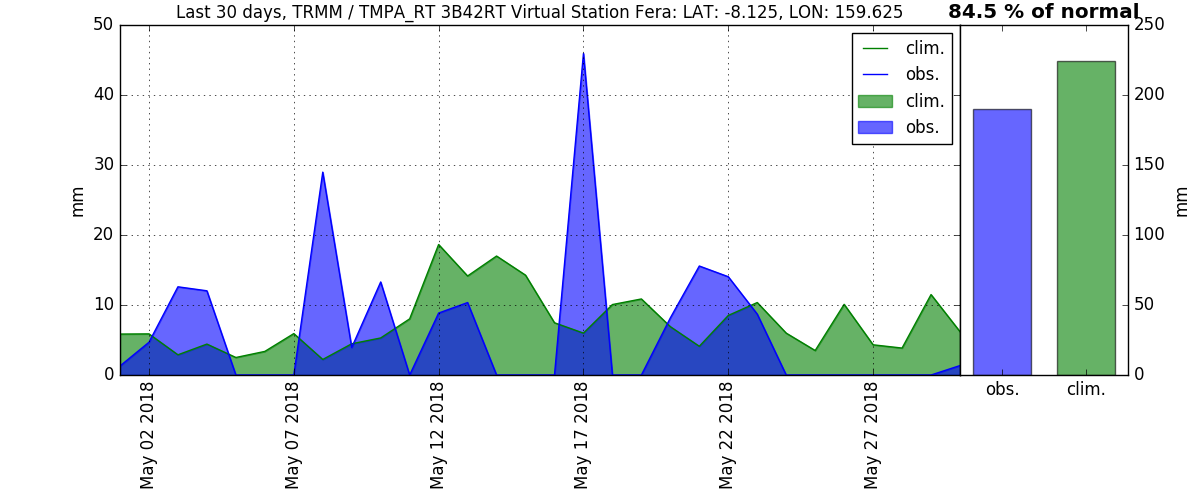 Last 30 days, TRMM / TMPA_RT 3B42RT Virtual Station Fera: LAT: -8.125, LON: 159.625
84.5 % of normal
50
40
30
20
10
0
mm
clim.
obs.
clim.
obs.
250
200
150
100
50
0
mm
May 02 2018
May 07 2018
May 12 2018
May 17 2018
May 22 2018
May 27 2018
obs.
clim.